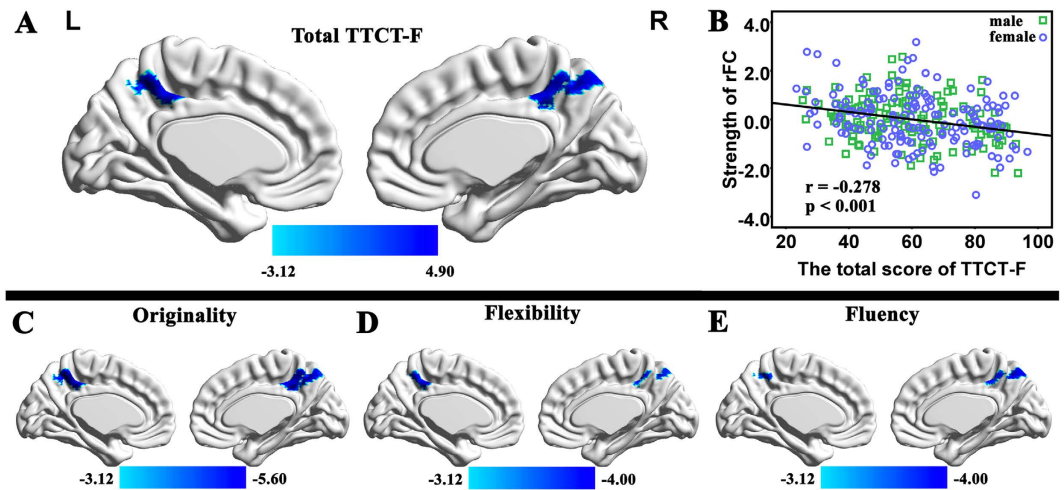 A L R
Total TTCT-F
-3.12 4.90
B
male
female
Strength of rFC
4.0
2.0
0.0
-2.0
-4.0
r = -0.278
p < 0.001
20 40 60 80 100
The total score of TTCT-F
C Originality
-3.12 -5.60
D Flexibility
-3.12 -4.00
E Fluency
-3.12 -4.00